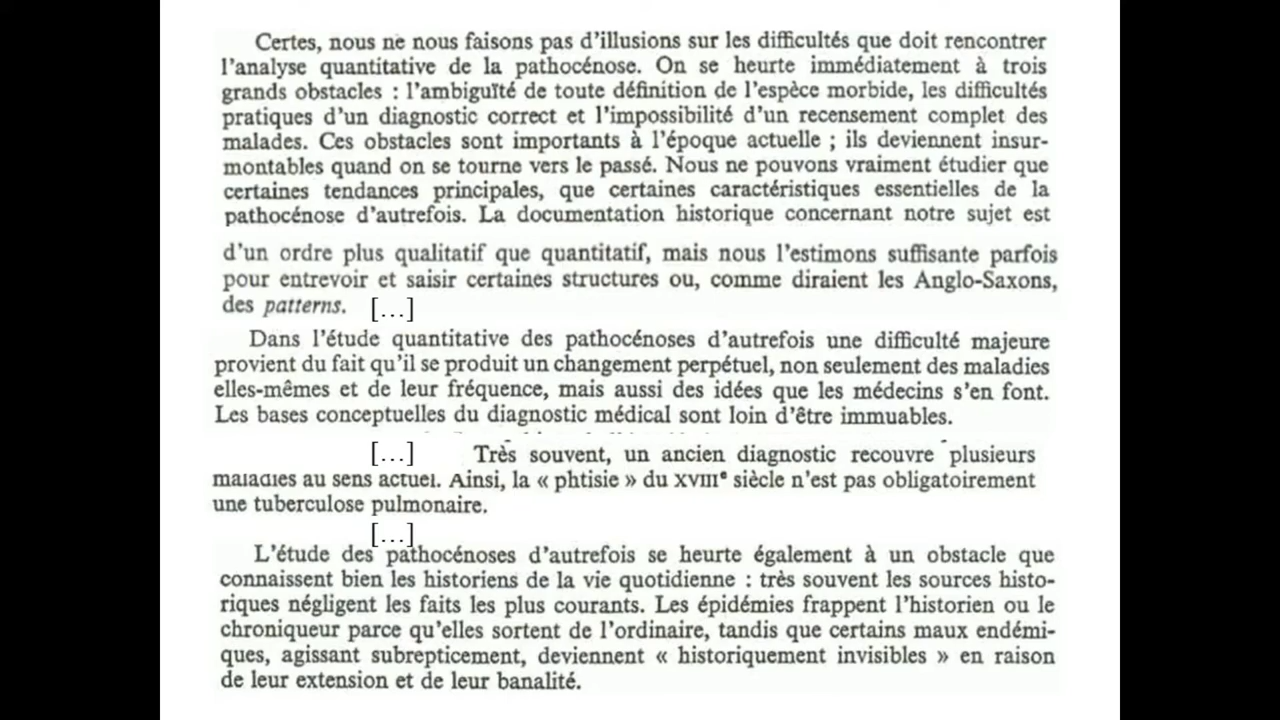 Certes, nous ne nous faisons pas d'illusions sur les difficultés que doit rencontrer
l'analyse quantitative de la pathocénose. On se heurte immédiatement à trois
grands obstacles : l'ambiguïté de toute définition de l'espèce morbide, les difficultés
pratiques d'un diagnostic correct et l'impossibilité d'un recensement complet des
malades. Ces obstacles sont importants à l'époque actuelle ; ils deviennent insur-
montables quand on se tourne vers le passé. Nous ne pouvons vraiment étudier que
certaines tendances principales, que certaines caractéristiques essentielles de la
pathocénose d'autrefois. La documentation historique concernant notre sujet est
d'un ordre plus qualitatif que quantitatif, mais nous l'estimons suffisante parfois
pour entrevoir et saisir certaines structures ou, comme diraient les Anglo-Saxons,
des patterns. [...]
Dans l'étude quantitative des pathocénoses d'autrefois une difficulté majeure
provient du fait qu'il se produit un changement perpétuel, non seulement des maladies
elles-mêmes et de leur fréquence, mais aussi des idées que les médecins s'en font.
Les bases conceptuelles du diagnostic médical sont loin d'être immuables.
[...] Très souvent, un ancien diagnostic recouvre plusieurs
maladies au sens actuel. Ainsi, la « phtisie » du XVIIIe siècle n'est pas obligatoirement
une tuberculose pulmonaire.
[...]
L'étude des pathocénoses d'autrefois se heurte également à un obstacle que
connaissent bien les historiens de la vie quotidienne : très souvent les sources histo-
riques négligent les faits les plus courants. Les épidémies frappent l'historien ou le
chroniqueur parce qu'elles sortent de l'ordinaire, tandis que certains maux endémi-
ques, agissant subrepticement, deviennent « historiquement invisibles » en raison
de leur extension et de leur banalité.